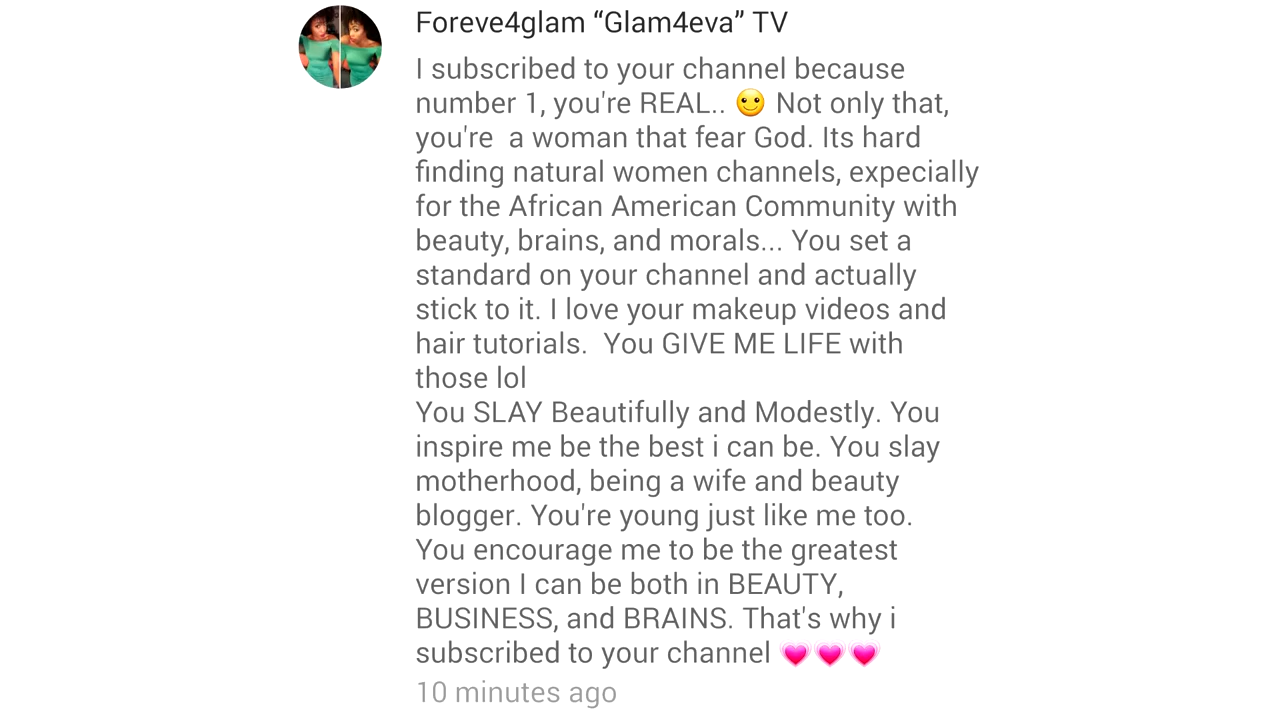 Foreve4glam “Glam4eva” TV
I subscribed to your channel because
number 1, you're REAL.. 🙂 Not only that,
you're  a woman that fear God. Its hard
finding natural women channels, expecially
for the African American Community with
beauty, brains, and morals... You set a
standard on your channel and actually
stick to it. I love your makeup videos and
hair tutorials.  You GIVE ME LIFE with
those lol
You SLAY Beautifully and Modestly. You
inspire me be the best i can be. You slay
motherhood, being a wife and beauty
blogger. You're young just like me too.
You encourage me to be the greatest
version I can be both in BEAUTY,
BUSINESS, and BRAINS. That's why i
subscribed to your channel 💗💗💗
10 minutes ago